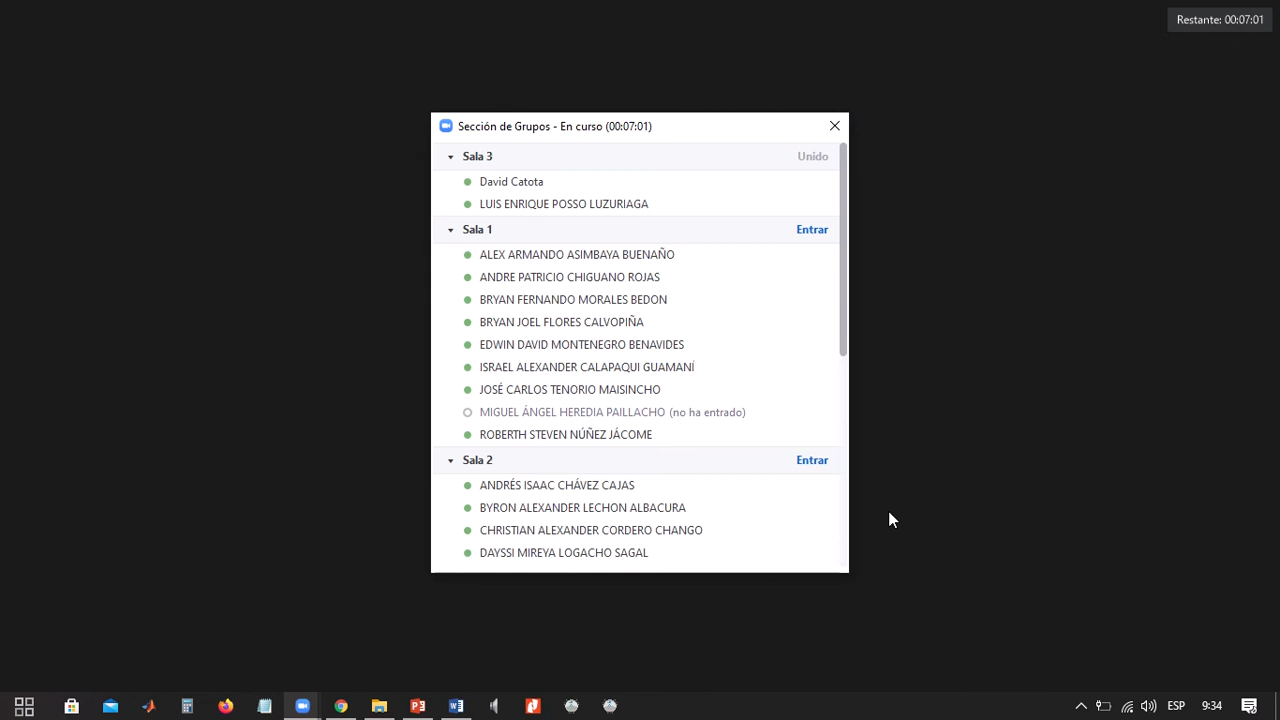 Restante: 00:07:01
Sección de Grupos - En curso (00:07:01)
Sala 3 Unido
David Catota
LUIS ENRIQUE POSSO LUZURIAGA
Sala 1 Entrar
ALEX ARMANDO ASIMBAYA BUENAÑO
ANDRE PATRICIO CHIGUANO ROJAS
BRYAN FERNANDO MORALES BEDON
BRYAN JOEL FLORES CALVOPIÑA
EDWIN DAVID MONTENEGRO BENAVIDES
ISRAEL ALEXANDER CALAPAQUI GUAMANÍ
JOSÉ CARLOS TENORIO MAISINCHO
MIGUEL ÁNGEL HEREDIA PAILLACHO (no ha entrado)
ROBERTH STEVEN NÚÑEZ JÁCOME
Sala 2 Entrar
ANDRÉS ISAAC CHÁVEZ CAJAS
BYRON ALEXANDER LECHON ALBACURA
CHRISTIAN ALEXANDER CORDERO CHANGO
DAYSSI MIREYA LOGACHO SAGAL
ESP 9:34